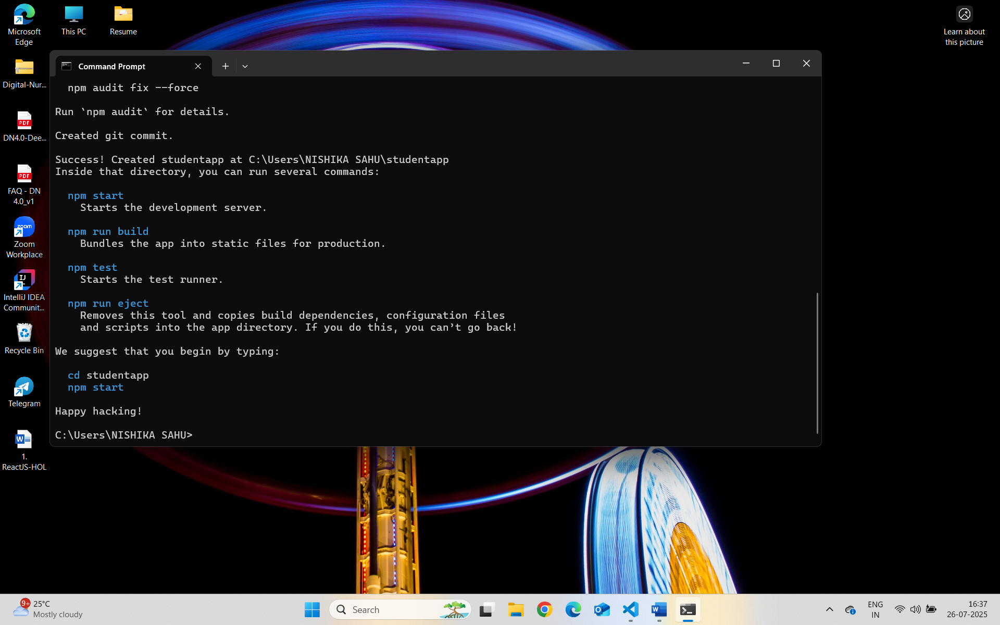 Microsoft
Edge
This PC
Resume
Learn about
this picture
Digital-Nur...
DN4.0-Dee...
FAQ - DN
4.0_v1
Zoom
Workplace
IntelliJ IDEA
Communit...
Recycle Bin
Telegram
1.
ReactJS-HOL
PDF
PDF
zoom
IJ
W
Command Prompt
npm audit fix --force
Run `npm audit` for details.
Created git commit.
Success! Created studentapp at C:\Users\NISHIKA SAHU\studentapp
Inside that directory, you can run several commands:
npm start
Starts the development server.
npm run build
Bundles the app into static files for production.
npm test
Starts the test runner.
npm run eject
Removes this tool and copies build dependencies, configuration files
and scripts into the app directory. If you do this, you can’t go back!
We suggest that you begin by typing:
cd studentapp
npm start
Happy hacking!
C:\Users\NISHIKA SAHU>
9+
25°C
Mostly cloudy
Search
W
ENG
IN
16:37
26-07-2025